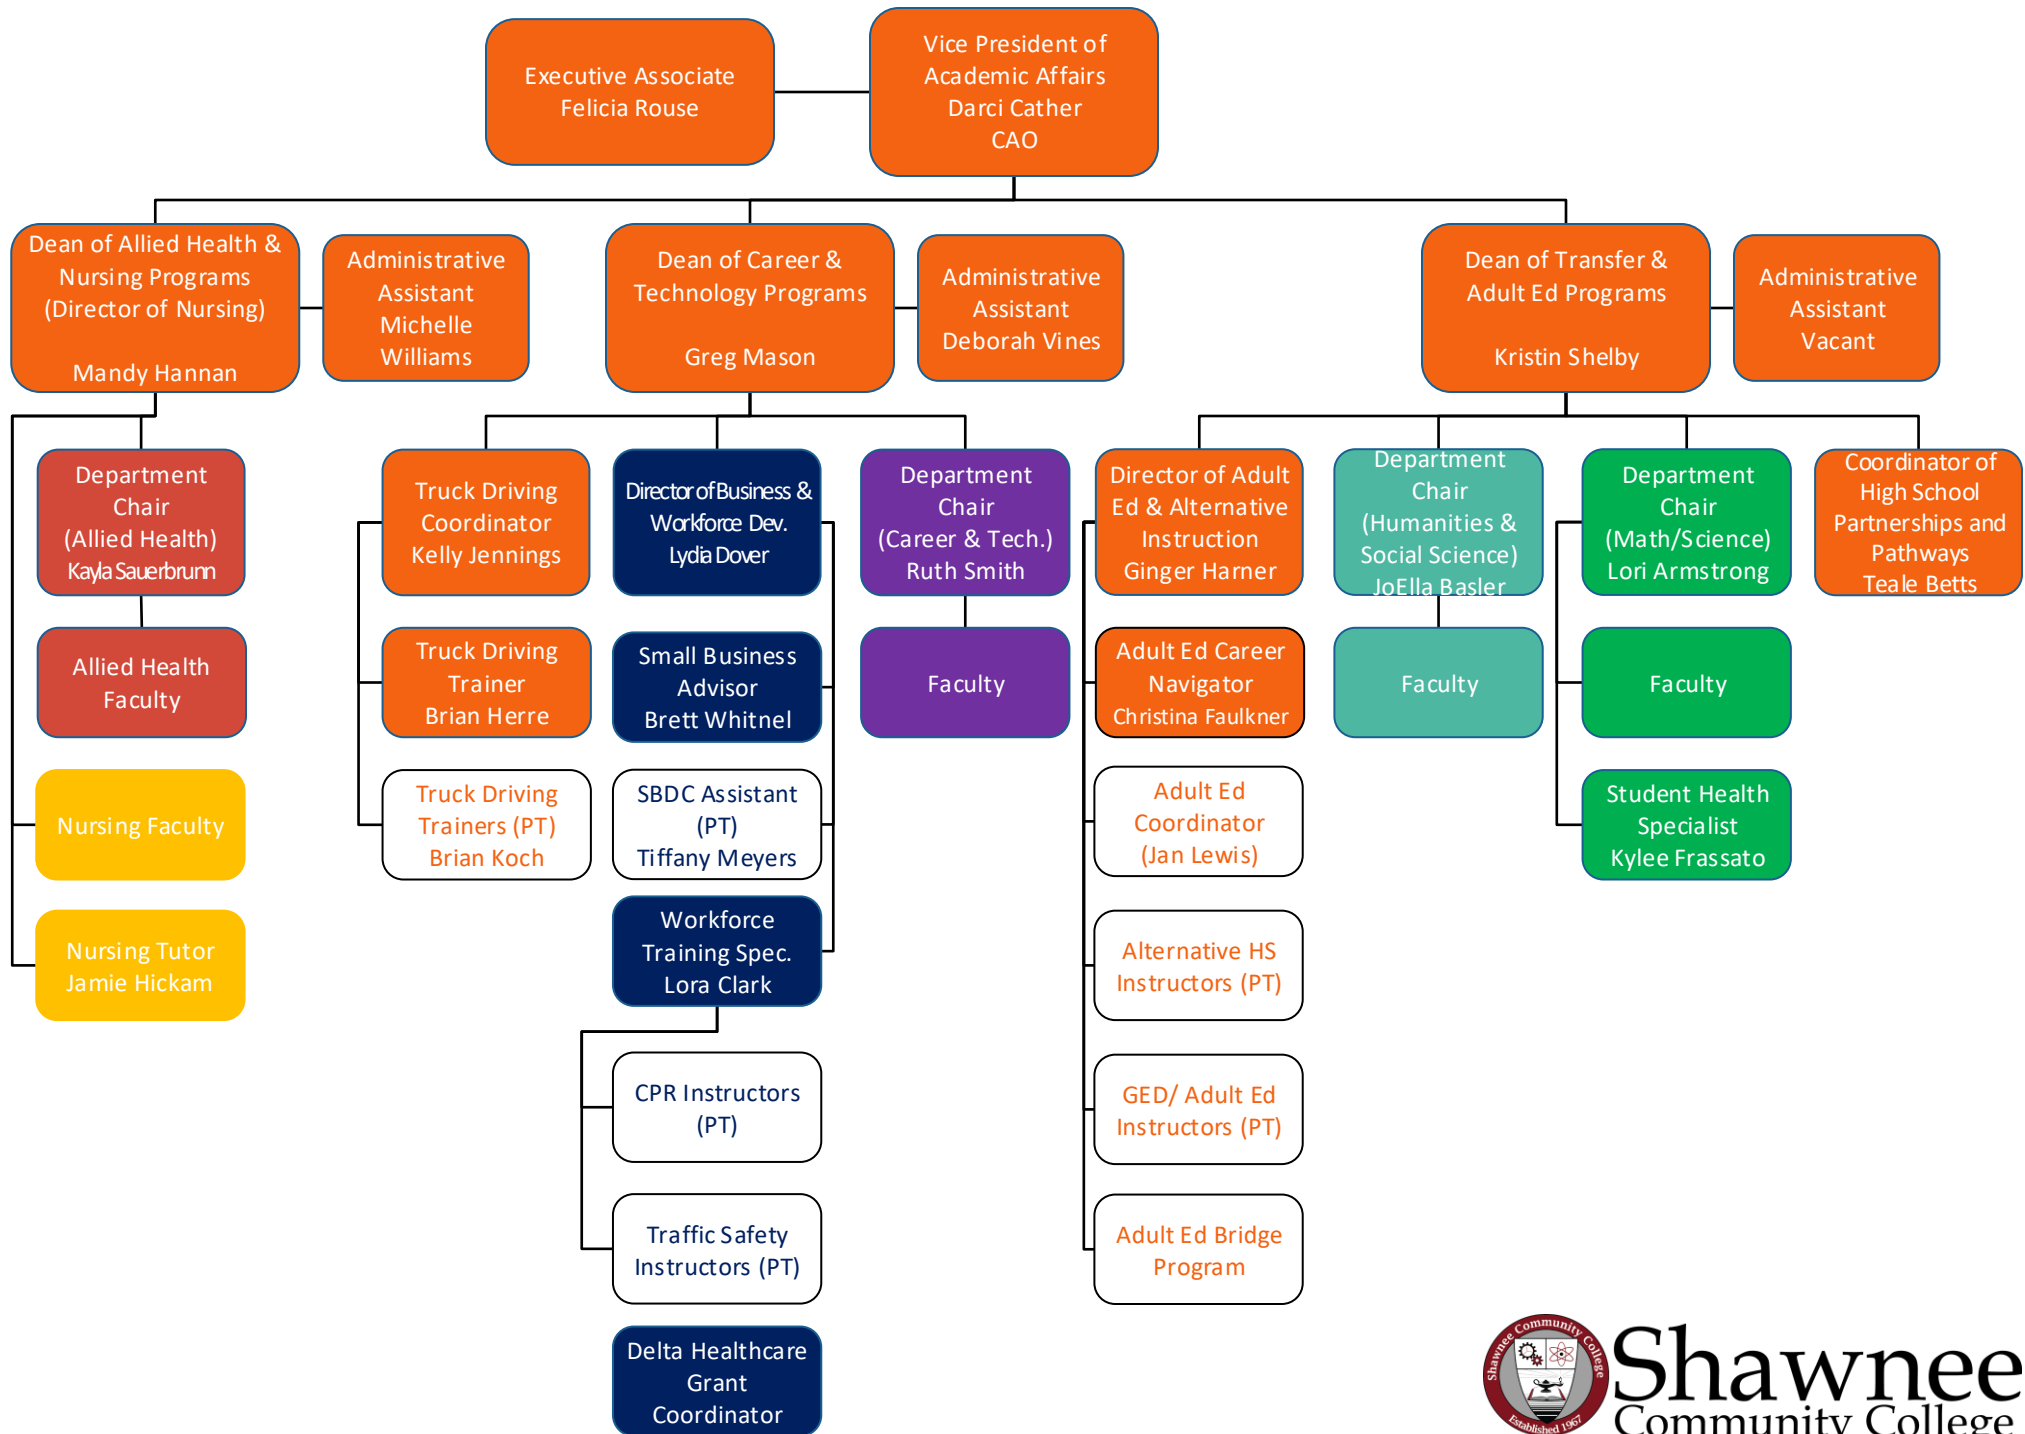 Executive Associate
Felicia Rouse
Vice President of
Academic Affairs
Darci Cather
CAO
Dean of Allied Health &
Nursing Programs
(Director of Nursing)
Mandy Hannan
Administrative
Assistant
Michelle
Williams
Dean of Career &
Technology Programs
Greg Mason
Administrative
Assistant
Deborah Vines
Dean of Transfer &
Adult Ed Programs
Kristin Shelby
Administrative
Assistant
Vacant
Department
Chair
(Allied Health)
Kayla Sauerbrunn
Truck Driving
Coordinator
Kelly Jennings
Director of Business &
Workforce Dev.
Lydia Dover
Department
Chair
(Career & Tech.)
Ruth Smith
Director of Adult
Ed & Alternative
Instruction
Ginger Harner
Department
Chair
(Humanities &
Social Science)
JoElla Basler
Department
Chair
(Math/Science)
Lori Armstrong
Coordinator of
High School
Partnerships and
Pathways
Teale Betts
Allied Health
Faculty
Truck Driving
Trainer
Brian Herre
Small Business
Advisor
Brett Whitnel
Faculty
Adult Ed Career
Navigator
Christina Faulkner
Faculty
Faculty
Nursing Faculty
Truck Driving
Trainers (PT)
Brian Koch
SBDC Assistant
(PT)
Tiffany Meyers
Adult Ed
Coordinator
(Jan Lewis)
Student Health
Specialist
Kylee Frassato
Nursing Tutor
Jamie Hickam
Workforce
Training Spec.
Lora Clark
Alternative HS
Instructors (PT)
CPR Instructors
(PT)
GED/ Adult Ed
Instructors (PT)
Traffic Safety
Instructors (PT)
Adult Ed Bridge
Program
Delta Healthcare
Grant
Coordinator
Shawnee Community College
Established 1967
Shawnee
Community College